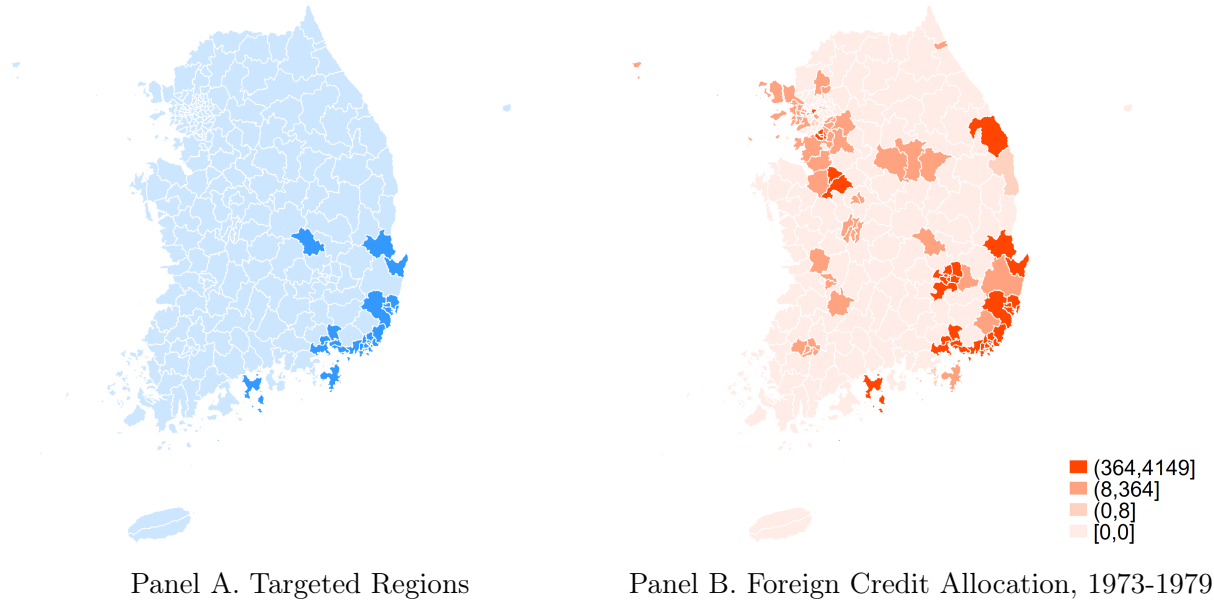 (364,4149]
(8,364]
(0,8]
[0,0]
Panel A. Targeted Regions
Panel B. Foreign Credit Allocation, 1973-1979